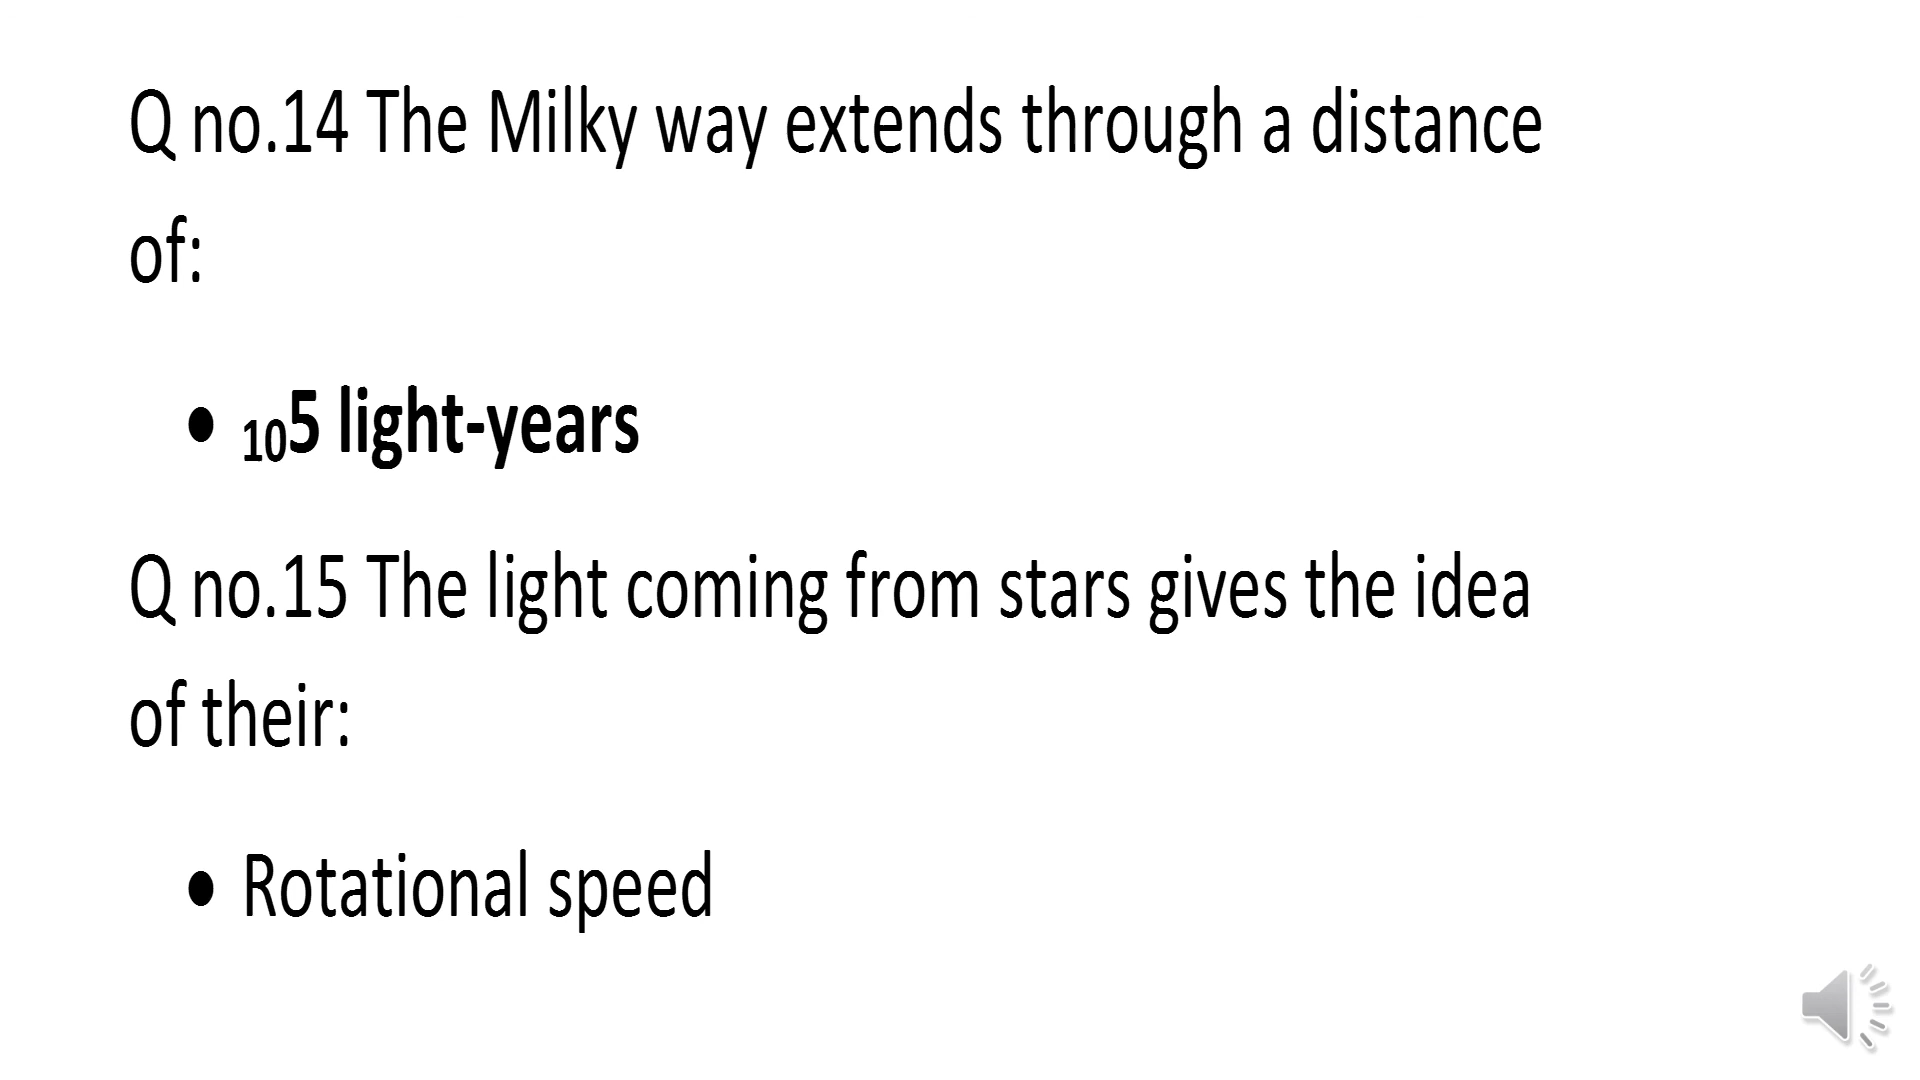 Q no.14 The Milky way extends through a distance
of:
• ₁₀5 light-years
Q no.15 The light coming from stars gives the idea
of their:
• Rotational speed